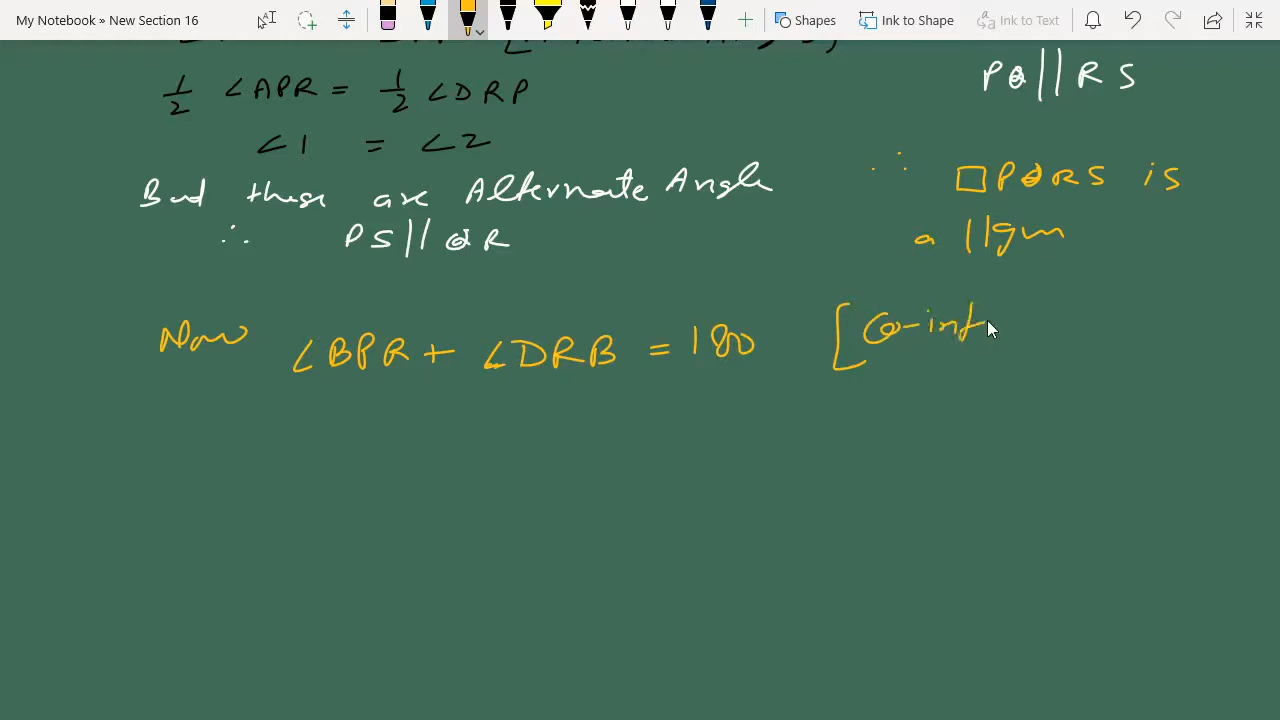 My Notebook » New Section 16
Shapes
Ink to Shape
Ink to Text
1/2 ∠APR = 1/2 ∠DRP
∠1 = ∠2
But these are Alternate Angle
∴ PS||QR
PQ||RS
∴ □PQRS is
a ||gm
Now ∠BPR + ∠DRB = 180 [Co-int